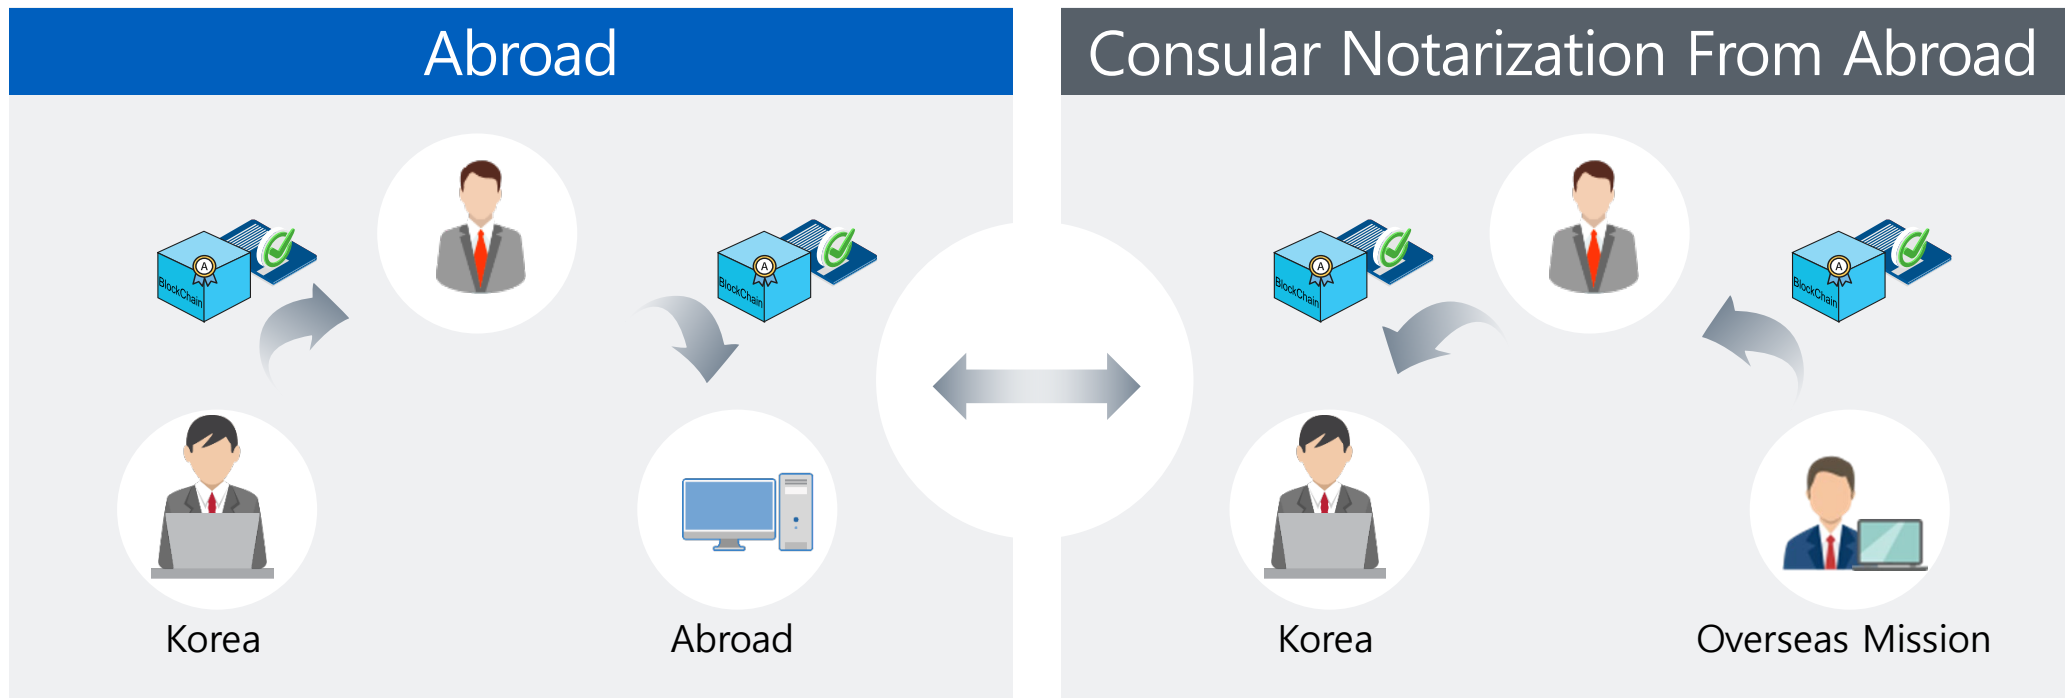 Abroad
Consular Notarization From Abroad
A
BlockChain
A
BlockChain
A
BlockChain
A
BlockChain
Korea
Abroad
Korea
Overseas Mission